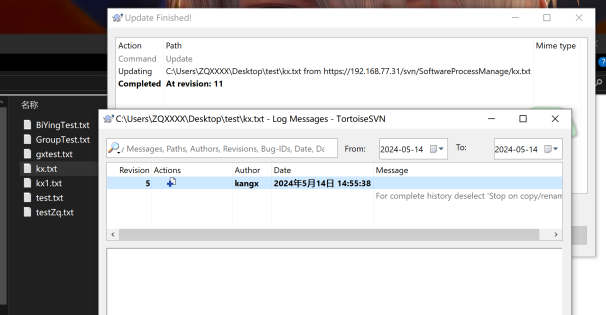 Update Finished!
Action Path Mime type
Command Update
Updating C:\Users\ZQXXXX\Desktop\test\kx.txt from https://192.168.77.31/svn/SoftwareProcessManage/kx.txt
Completed At revision: 11
名称
BiYingTest.txt
GroupTest.txt
gxtest.txt
kx.txt
kx1.txt
test.txt
testZq.txt
C:\Users\ZQXXXX\Desktop\test\kx.txt - Log Messages - TortoiseSVN
/ Messages, Paths, Authors, Revisions, Bug-IDs, Date, Da From: 2024-05-14 To: 2024-05-14
Revision Actions Author Date Message
5 kangx 2024年5月14日 14:55:38
For complete history deselect 'Stop on copy/renam